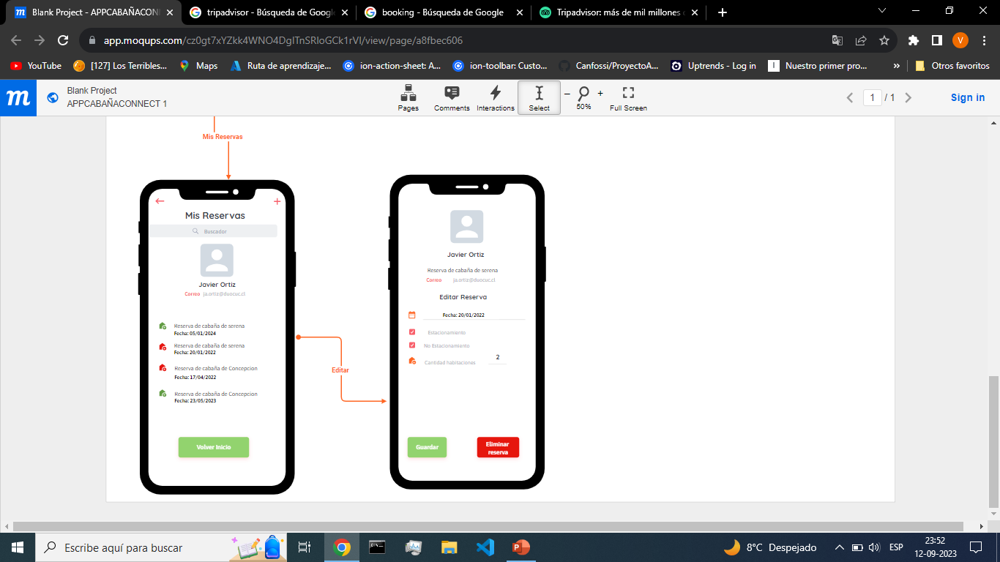 Blank Project - APPCABAÑACONN
tripadvisor - Búsqueda de Google
booking - Búsqueda de Google
Tripadvisor: más de mil millones
app.moqups.com/cz0gt7xYZkk4WNO4DglTnSRIoGCk1rVl/view/page/a8fbec606
V
YouTube
[127] Los Terribles...
Maps
Ruta de aprendizaje...
ion-action-sheet: A...
ion-toolbar: Custo...
Canfossi/ProyectoA...
Uptrends - Log in
Nuestro primer pro...
»
Otros favoritos
m
Blank Project
APPCABAÑACONNECT 1
Pages
Comments
Interactions
Select
50%
Full Screen
1 / 1
Sign in
Mis Reservas
Mis Reservas
Buscador
Javier Ortiz
Correo ja.ortiz@duocuc.cl
Reserva de cabaña de serena
Fecha: 05/01/2024
Reserva de cabaña de serena
Fecha: 20/01/2022
Reserva de cabaña de Concepcion
Fecha: 17/04/2022
Reserva de cabaña de Concepcion
Fecha: 23/05/2023
Volver Inicio
Editar
Javier Ortiz
Reserva de cabaña de serena
Correo ja.ortiz@duocuc.cl
Editar Reserva
Fecha: 20/01/2022
Estacionamiento
No Estacionamiento
Cantidad habitaciones 2
Guardar
Eliminar
reserva
Escribe aquí para buscar
8°C Despejado
ESP
23:52
12-09-2023